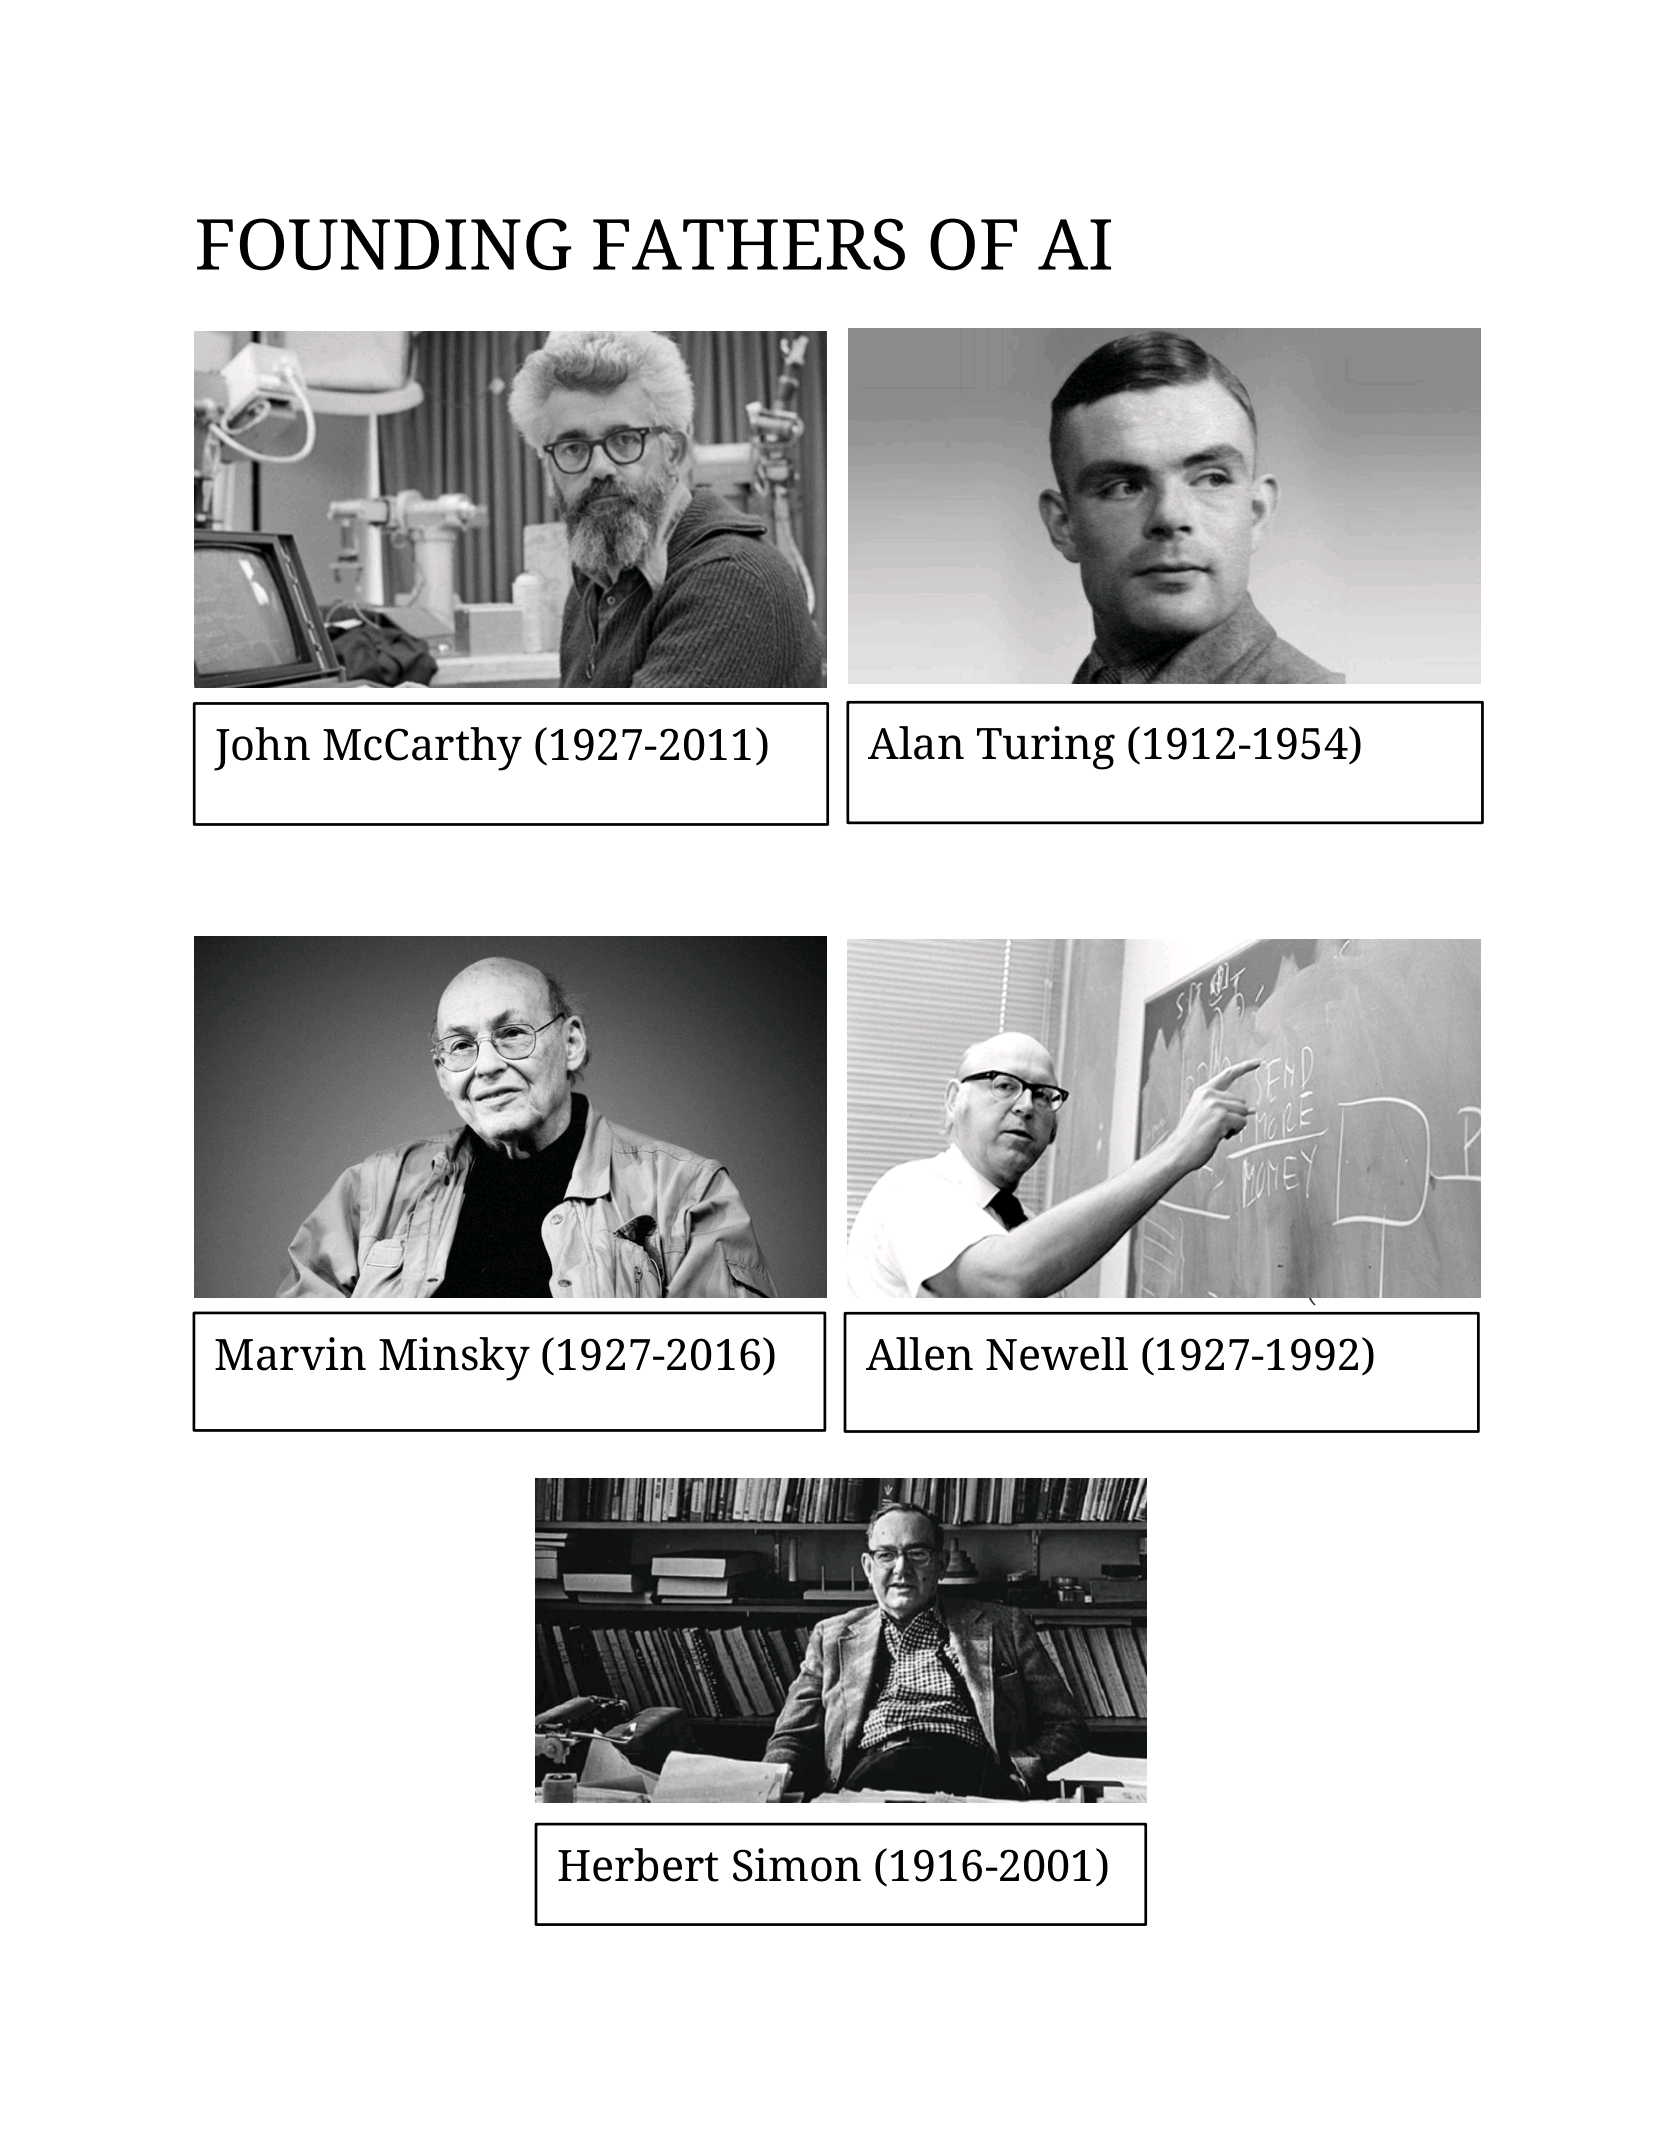 FOUNDING FATHERS OF AI
John McCarthy (1927-2011)
Alan Turing (1912-1954)
SEND
MORE
MONEY
Marvin Minsky (1927-2016)
Allen Newell (1927-1992)
Herbert Simon (1916-2001)